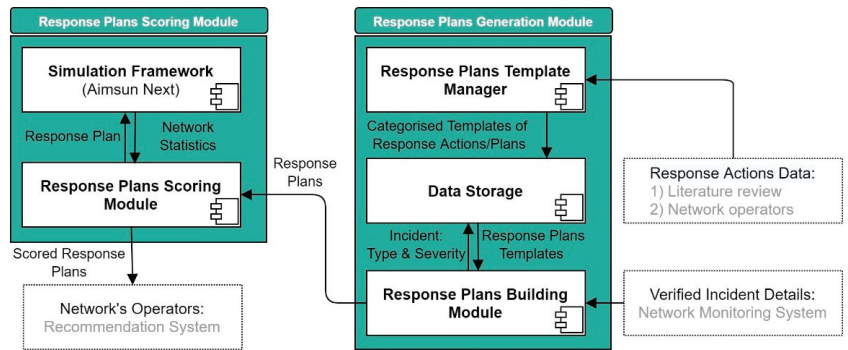 Response Plans Scoring Module
Simulation Framework
(Aimsun Next)
Response Plan
Network
Statistics
Response Plans Scoring
Module
Scored Response
Plans
Network's Operators:
Recommendation System
Response
Plans
Response Plans Generation Module
Response Plans Template
Manager
Categorised Templates of
Response Actions/Plans
Data Storage
Incident:
Type & Severity
Response Plans
Templates
Response Plans Building
Module
Response Actions Data:
1) Literature review
2) Network operators
Verified Incident Details:
Network Monitoring System